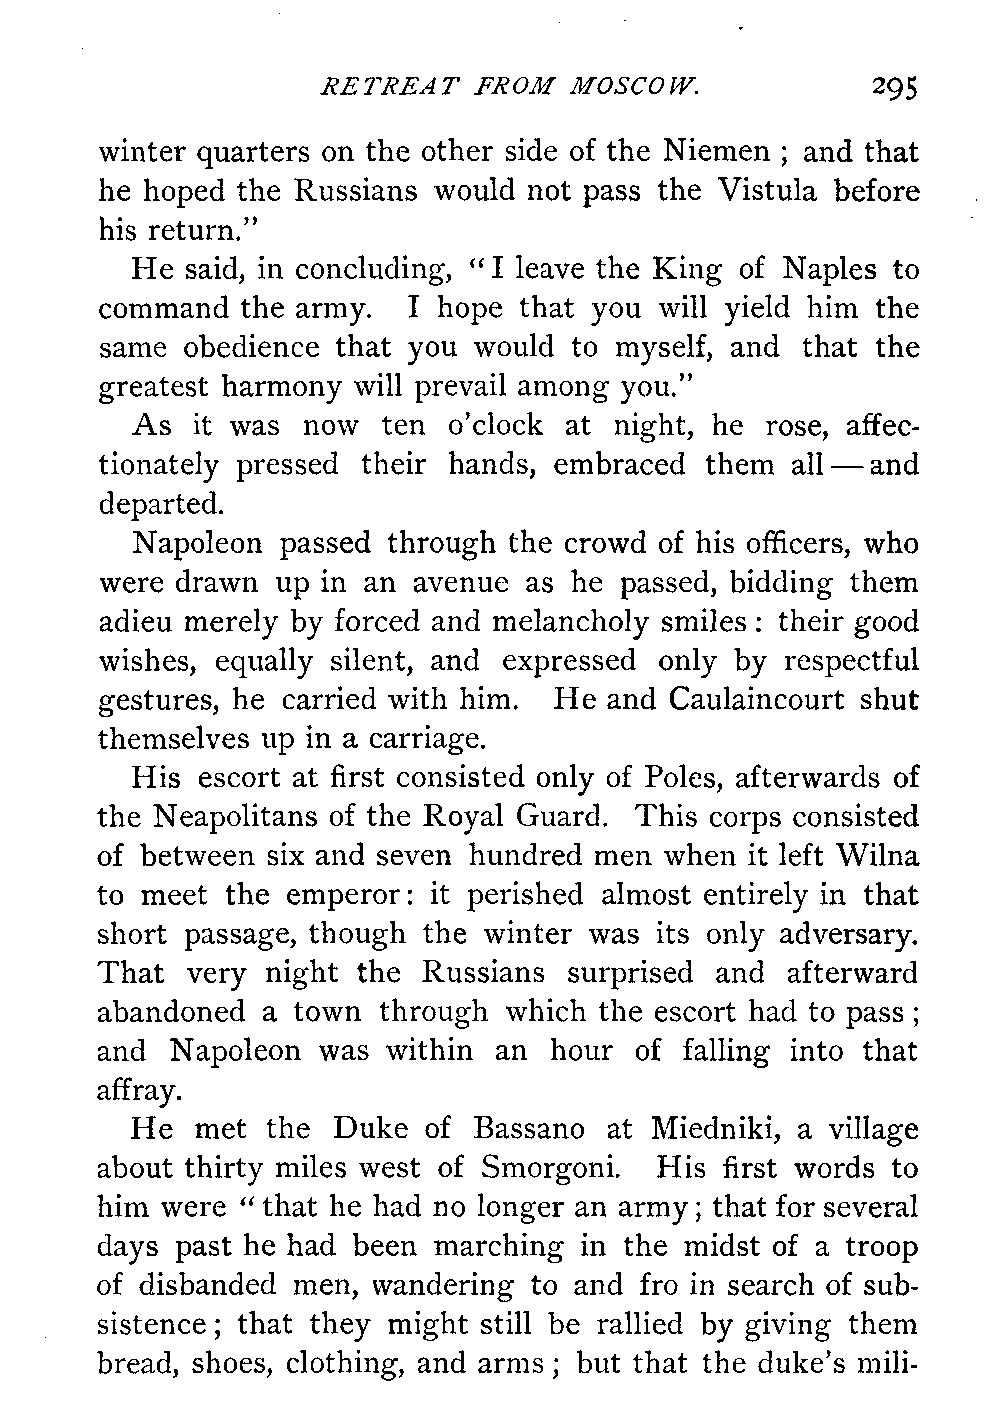 RETREAT FROM MOSCOW. 295
winter quarters on the other side of the Niemen ; and that
he hoped the Russians would not pass the Vistula before
his return."
He said, in concluding, "I leave the King of Naples to
command the army. I hope that you will yield him the
same obedience that you would to myself, and that the
greatest harmony will prevail among you."
As it was now ten o'clock at night, he rose, affec-
tionately pressed their hands, embraced them all — and
departed.
Napoleon passed through the crowd of his officers, who
were drawn up in an avenue as he passed, bidding them
adieu merely by forced and melancholy smiles : their good
wishes, equally silent, and expressed only by respectful
gestures, he carried with him. He and Caulaincourt shut
themselves up in a carriage.
His escort at first consisted only of Poles, afterwards of
the Neapolitans of the Royal Guard. This corps consisted
of between six and seven hundred men when it left Wilna
to meet the emperor: it perished almost entirely in that
short passage, though the winter was its only adversary.
That very night the Russians surprised and afterward
abandoned a town through which the escort had to pass ;
and Napoleon was within an hour of falling into that
affray.
He met the Duke of Bassano at Miedniki, a village
about thirty miles west of Smorgoni. His first words to
him were "that he had no longer an army ; that for several
days past he had been marching in the midst of a troop
of disbanded men, wandering to and fro in search of sub-
sistence ; that they might still be rallied by giving them
bread, shoes, clothing, and arms ; but that the duke's mili-